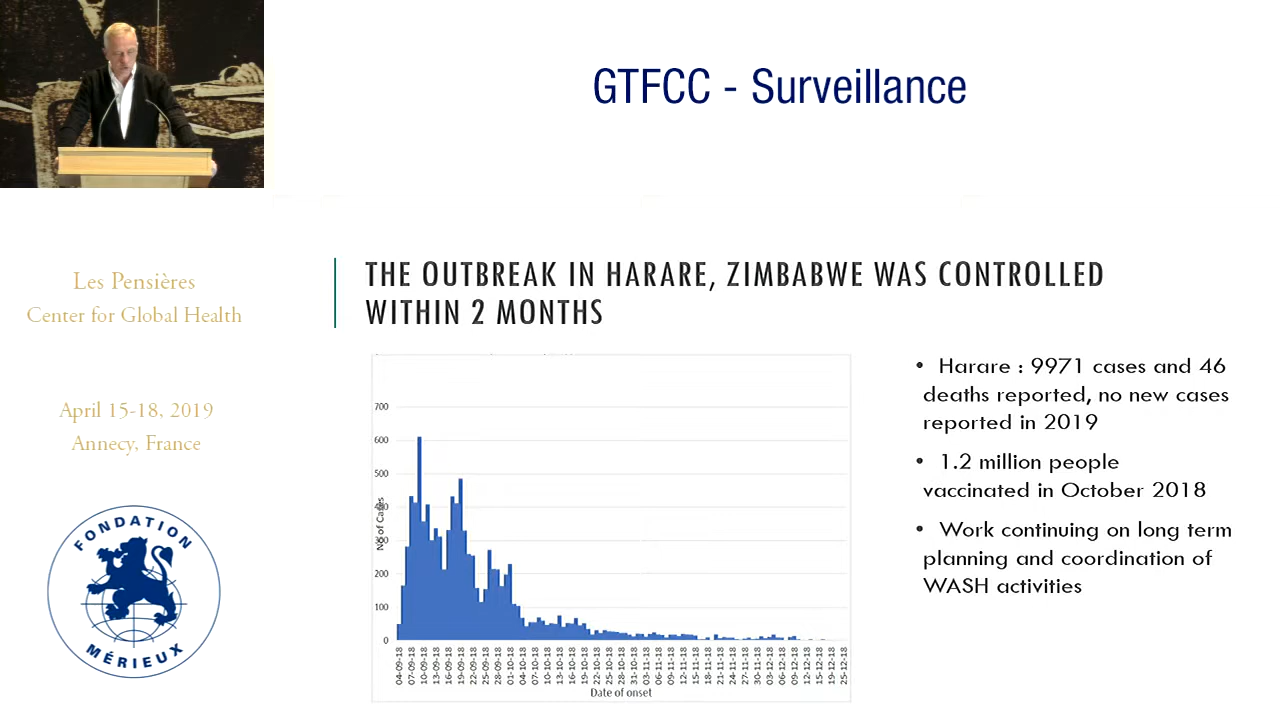 GTFCC - Surveillance
Les Pensières
Center for Global Health
April 15-18, 2019
Annecy, France
FONDATION
MÉRIEUX
THE OUTBREAK IN HARARE, ZIMBABWE WAS CONTROLLED
WITHIN 2 MONTHS
700
600
500
400
300
200
100
0
No of Cases
04-09-18
07-09-18
10-09-18
13-09-18
16-09-18
19-09-18
22-09-18
25-09-18
28-09-18
01-10-18
04-10-18
07-10-18
10-10-18
13-10-18
16-10-18
19-10-18
22-10-18
25-10-18
28-10-18
31-10-18
03-11-18
06-11-18
09-11-18
12-11-18
15-11-18
18-11-18
21-11-18
24-11-18
27-11-18
30-11-18
03-12-18
06-12-18
09-12-18
12-12-18
15-12-18
19-12-18
25-12-18
Date of onset
• Harare : 9971 cases and 46
deaths reported, no new cases
reported in 2019
• 1.2 million people
vaccinated in October 2018
• Work continuing on long term
planning and coordination of
WASH activities